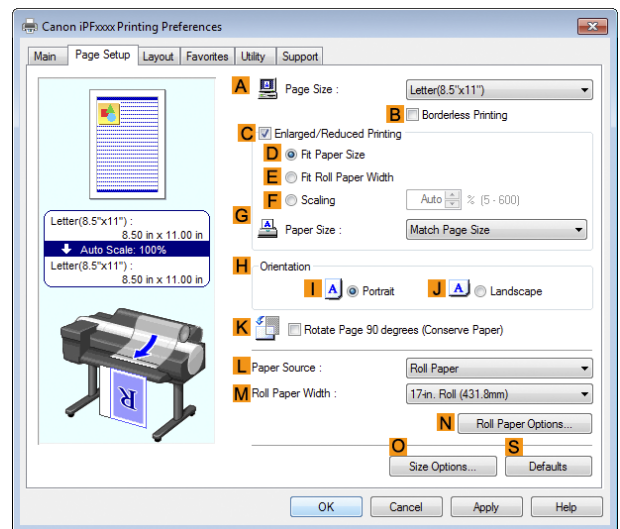 Canon iPFxxxx Printing Preferences
Main Page Setup Layout Favorites Utility Support
A Page Size : Letter(8.5"x11")
B Borderless Printing
C Enlarged/Reduced Printing
D Fit Paper Size
E Fit Roll Paper Width
F Scaling Auto % (5 - 600)
G Paper Size : Match Page Size
Letter(8.5"x11") :
8.50 in x 11.00 in
Auto Scale: 100%
Letter(8.5"x11") :
8.50 in x 11.00 in
H Orientation
I A Portrait J A Landscape
K Rotate Page 90 degrees (Conserve Paper)
R
L Paper Source : Roll Paper
M Roll Paper Width : 17-in. Roll (431.8mm)
N Roll Paper Options...
O S
Size Options... Defaults
OK Cancel Apply Help